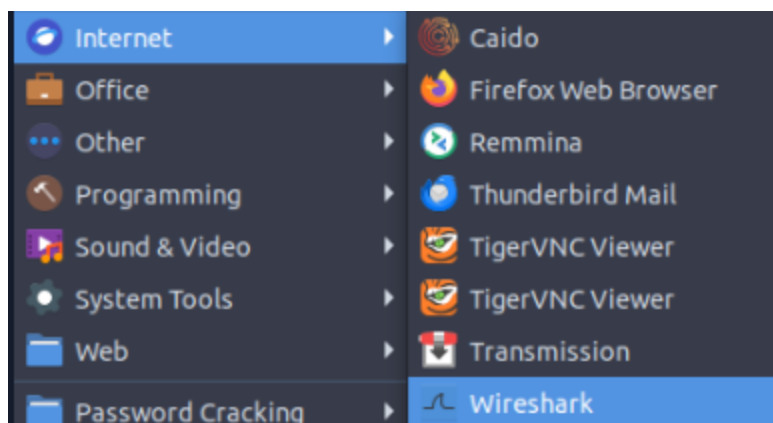 Internet
Office
Other
Programming
Sound & Video
System Tools
Web
Password Cracking
Caido
Firefox Web Browser
Remmina
Thunderbird Mail
TigerVNC Viewer
TigerVNC Viewer
Transmission
Wireshark